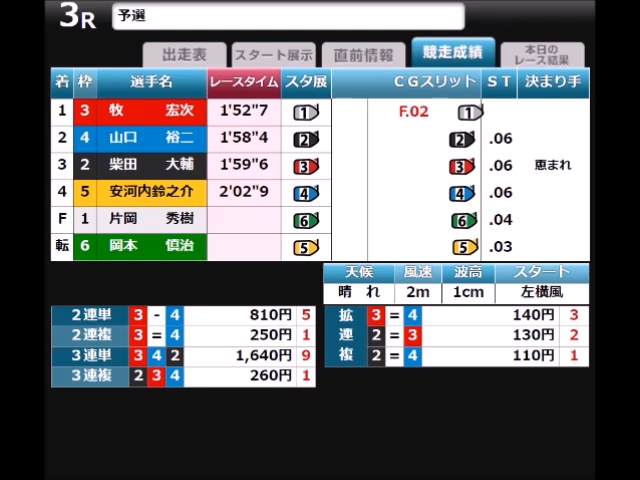 3R 予選
出走表 スタート展示 直前情報 競走成績 本日のレース結果
着 枠 選手名 レースタイム スタ展 CGスリット ST 決まり手
1 3 牧 宏次 1'52"7 1 F.02 1
2 4 山口 裕二 1'58"4 2 2 .06
3 2 柴田 大輔 1'59"6 3 3 .06 恵まれ
4 5 安河内鈴之介 2'02"9 4 4 .06
F 1 片岡 秀樹 6 6 .04
転 6 岡本 慎治 5 5 .03
天候 風速 波高 スタート
晴れ 2m 1cm 左横風
2連単 3 - 4 810円 5
2連複 3 = 4 250円 1
3連単 3 4 2 1,640円 9
3連複 2 3 4 260円 1
拡 3 = 4 140円 3
連 2 = 3 130円 2
複 2 = 4 110円 1